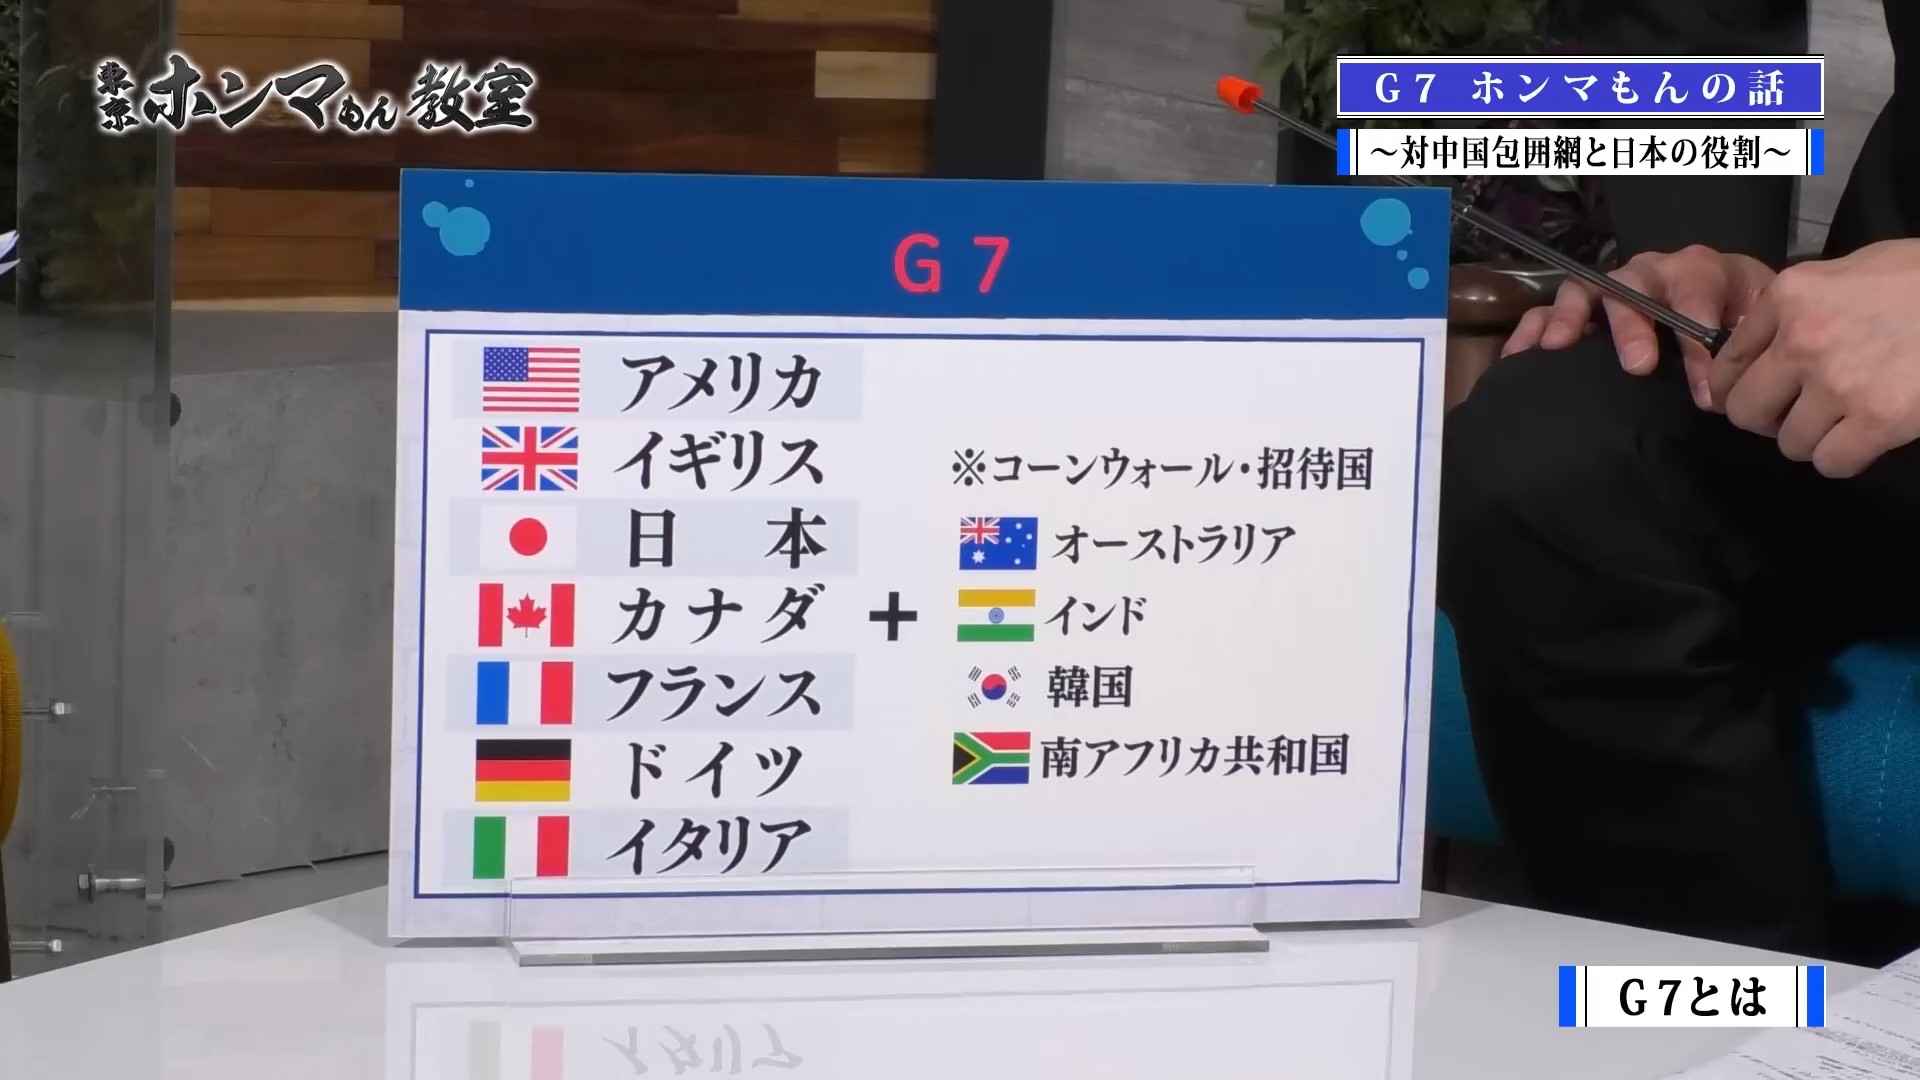 東京ホンマもん教室
G7 ホンマもんの話
~対中国包囲網と日本の役割~
G7
アメリカ
イギリス
日本
カナダ
フランス
ドイツ
イタリア
+
※コーンウォール・招待国
オーストラリア
インド
韓国
南アフリカ共和国
G7とは